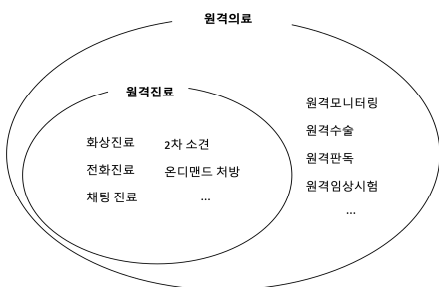 원격의료
원격진료
화상진료
전화진료
채팅 진료
2차 소견
온디맨드 처방
...
원격모니터링
원격수술
원격판독
원격임상시험
...